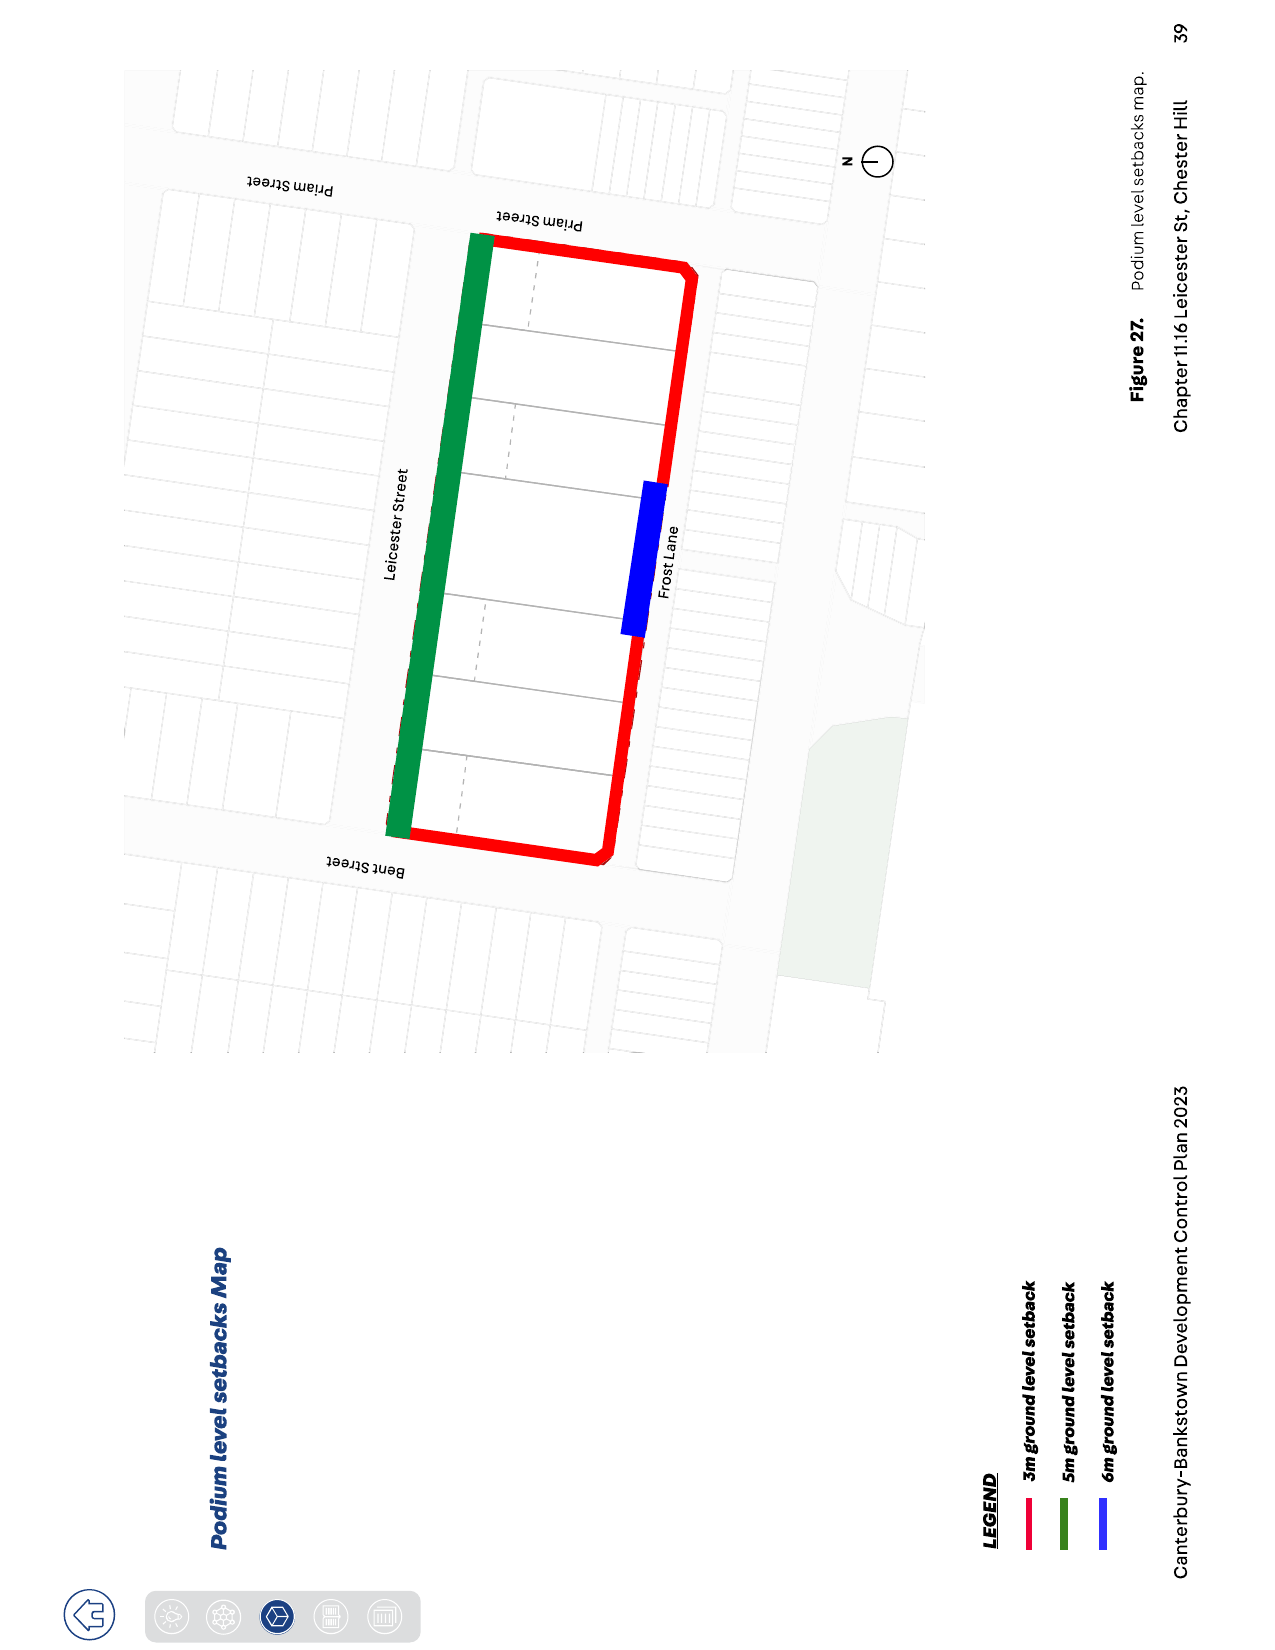 Podium level setbacks Map
Priam Street
Priam Street
Leicester Street
Frost Lane
Bent Street
N
LEGEND
3m ground level setback
5m ground level setback
6m ground level setback
Figure 27. Podium level setbacks map.
Canterbury-Bankstown Development Control Plan 2023
Chapter 11.16 Leicester St, Chester Hill 39